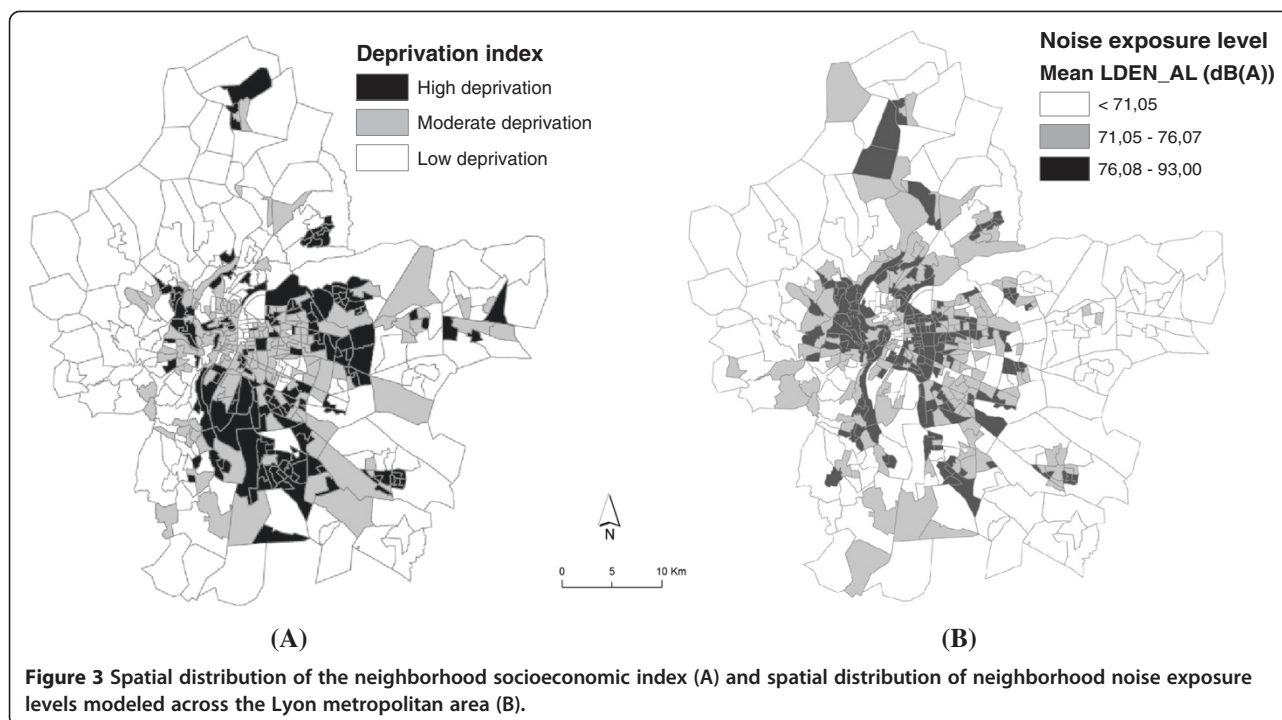 Deprivation index
High deprivation
Moderate deprivation
Low deprivation
Noise exposure level
Mean LDEN_AL (dB(A))
< 71,05
71,05 - 76,07
76,08 - 93,00
N
0 5 10 Km
(A)
(B)
Figure 3 Spatial distribution of the neighborhood socioeconomic index (A) and spatial distribution of neighborhood noise exposure
levels modeled across the Lyon metropolitan area (B).